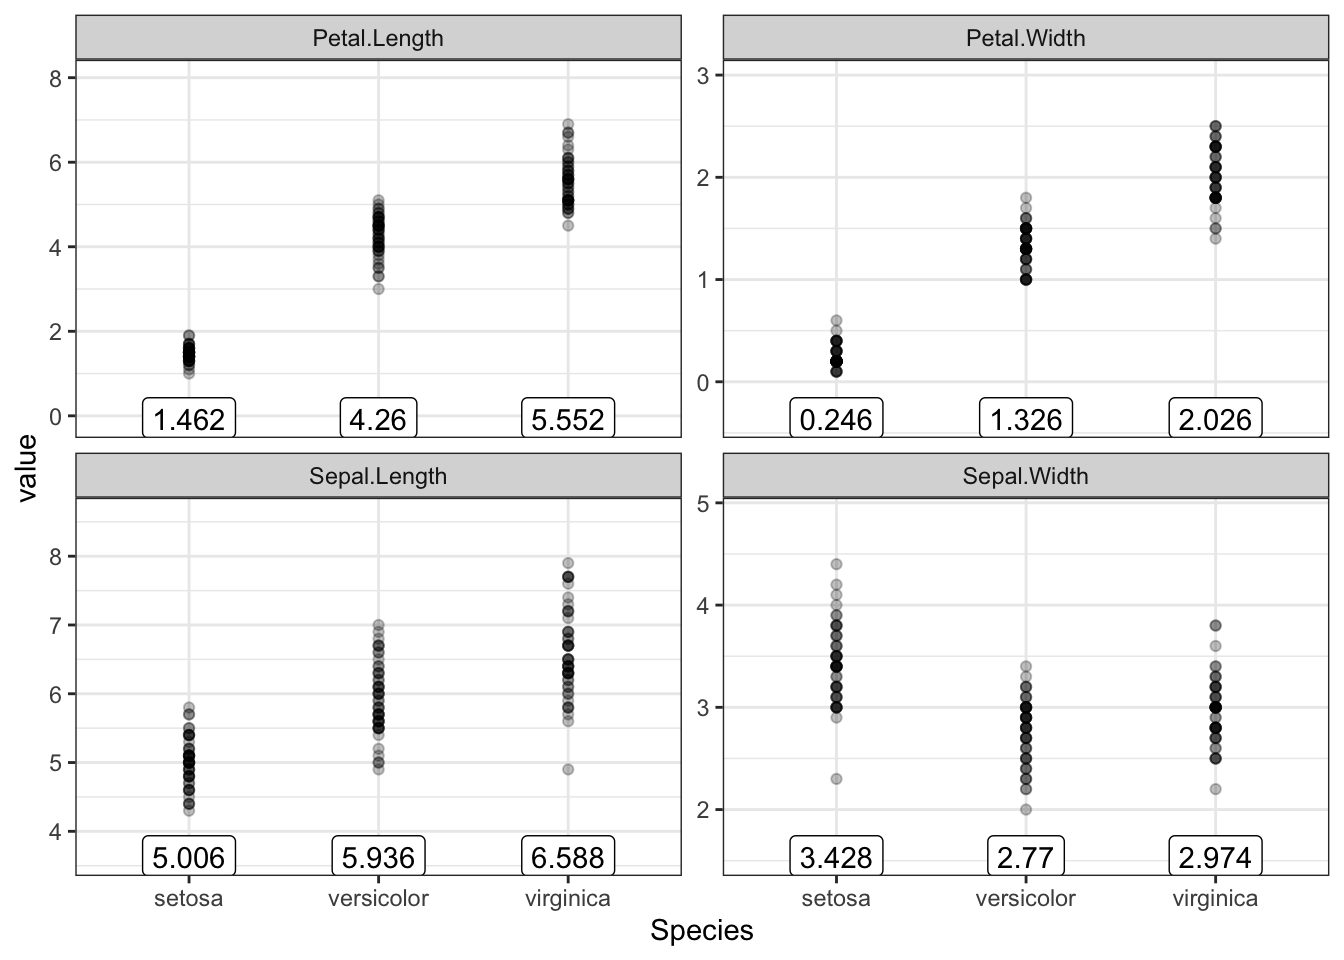 Petal.Length
Petal.Width
8
6
4
2
0
3
2
1
0
1.462
4.26
5.552
0.246
1.326
2.026
value
Sepal.Length
Sepal.Width
8
7
6
5
4
5
4
3
2
5.006
5.936
6.588
3.428
2.77
2.974
setosa
versicolor
virginica
setosa
versicolor
virginica
Species